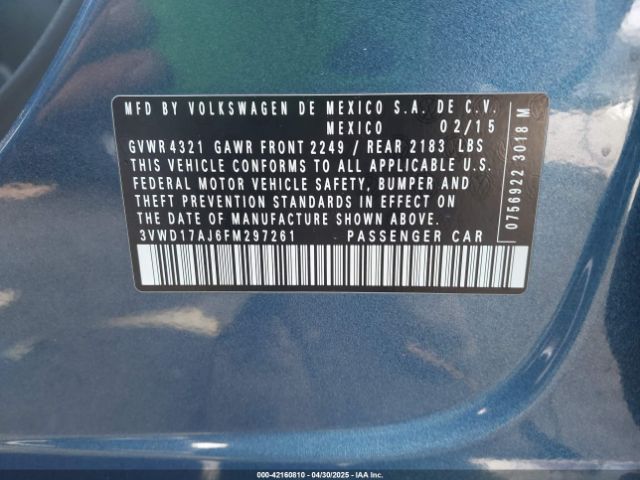 MFD BY VOLKSWAGEN DE MEXICO S.A. DE C.V.
MEXICO 02/15
GVWR 4321 GAWR FRONT 2249 / REAR 2183 LBS
THIS VEHICLE CONFORMS TO ALL APPLICABLE U.S.
FEDERAL MOTOR VEHICLE SAFETY, BUMPER AND
THEFT PREVENTION STANDARDS IN EFFECT ON
THE DATE OF MANUFACTURE SHOWN ABOVE.
3VWD17AJ6FM297261 PASSENGER CAR
0756922 3018 M
000-42160810 - 04/30/2025 - IAAI.COM